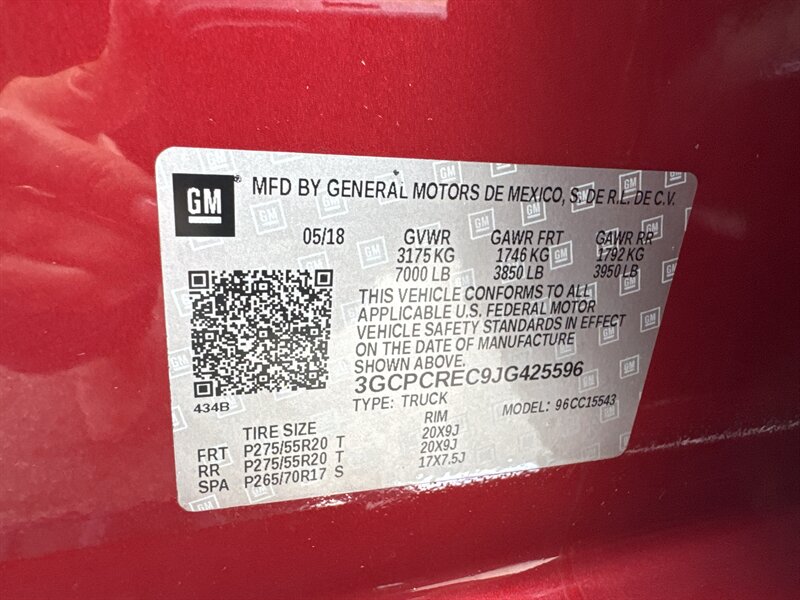 GM MFD BY GENERAL MOTORS DE MEXICO, S. DE R.L. DE C.V.
05/18 GVWR GAWR FRT GAWR RR
3175 KG 1746 KG 1792 KG
7000 LB 3850 LB 3950 LB
THIS VEHICLE CONFORMS TO ALL
APPLICABLE U.S. FEDERAL MOTOR
VEHICLE SAFETY STANDARDS IN EFFECT
ON THE DATE OF MANUFACTURE
SHOWN ABOVE.
3GCPCREC9JG425596
434B TYPE: TRUCK MODEL: 96CC15543
TIRE SIZE RIM
FRT P275/55R20 T 20X9J
RR P275/55R20 T 20X9J
SPA P265/70R17 S 17X7.5J